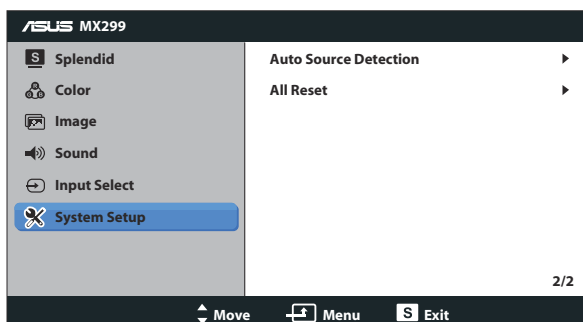 ASUS MX299
S Splendid
Color
Image
Sound
Input Select
System Setup
Auto Source Detection
All Reset
2/2
Move Menu S Exit